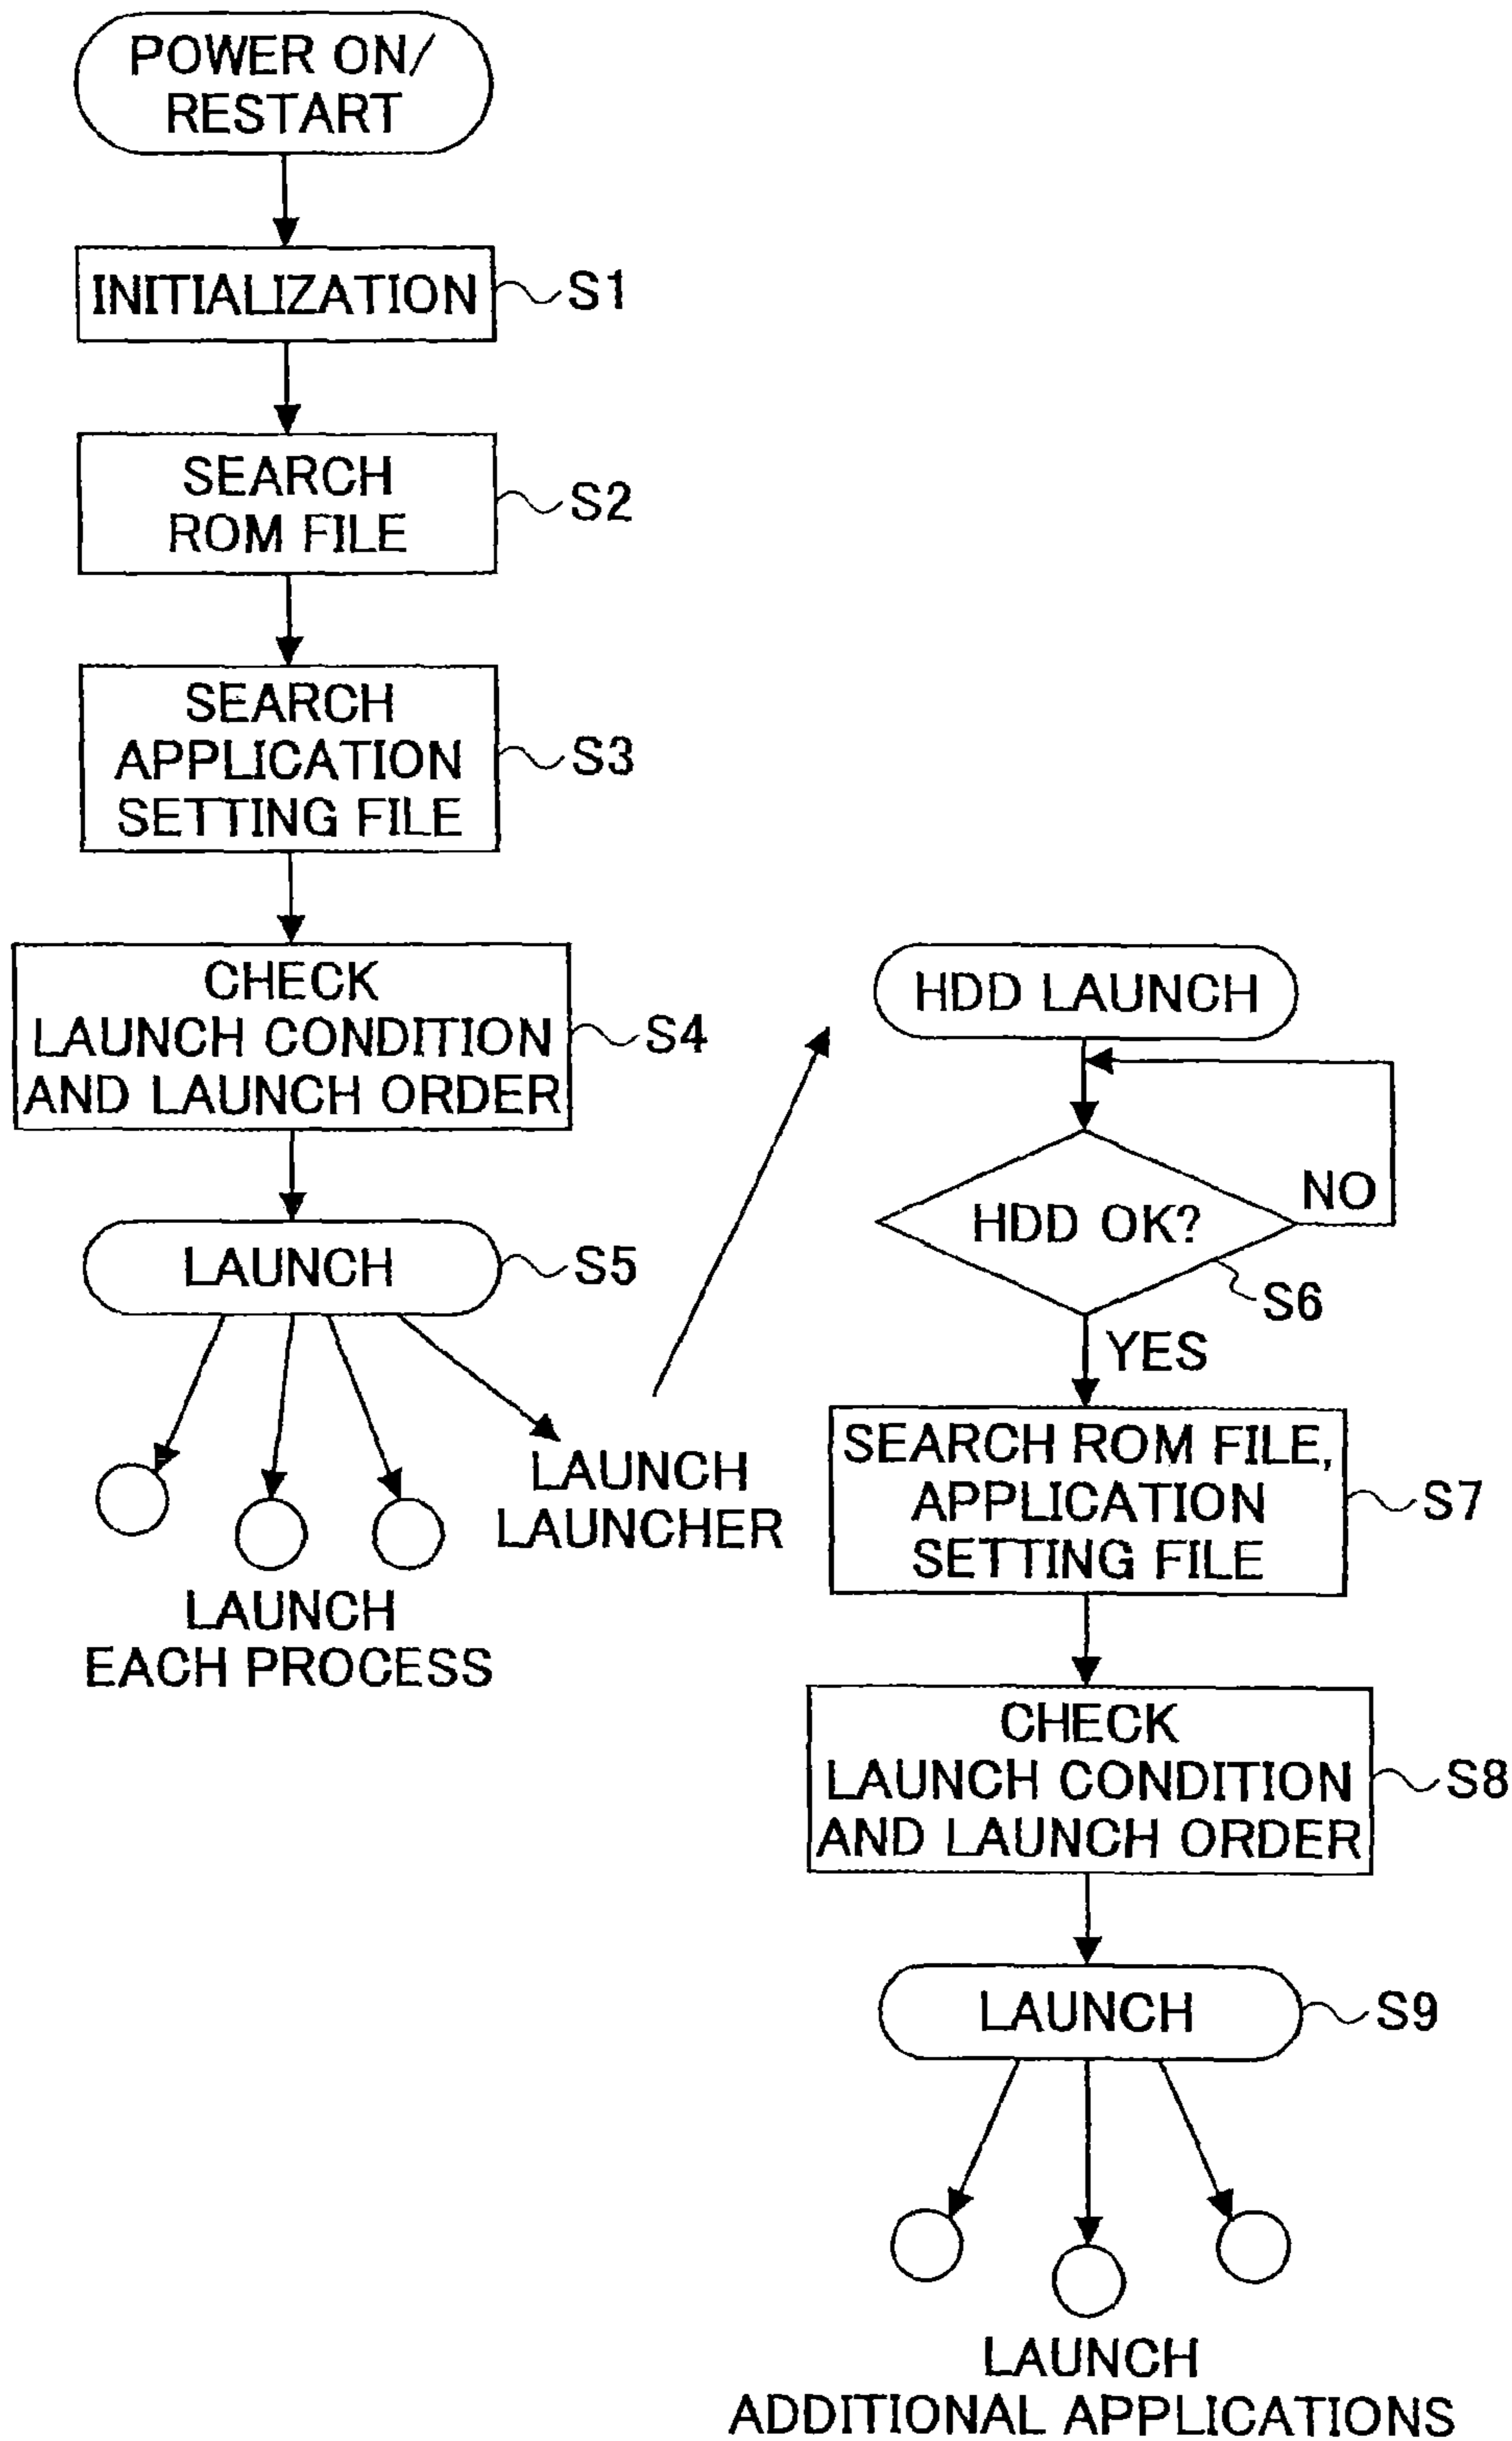 POWER ON/
RESTART
INITIALIZATION
S1
SEARCH
ROM FILE
S2
SEARCH
APPLICATION
SETTING FILE
S3
CHECK
LAUNCH CONDITION
AND LAUNCH ORDER
S4
LAUNCH
S5
LAUNCH
EACH PROCESS
LAUNCH
LAUNCHER
HDD LAUNCH
HDD OK?
NO
S6
YES
SEARCH ROM FILE,
APPLICATION
SETTING FILE
S7
CHECK
LAUNCH CONDITION
AND LAUNCH ORDER
S8
LAUNCH
S9
LAUNCH
ADDITIONAL APPLICATIONS